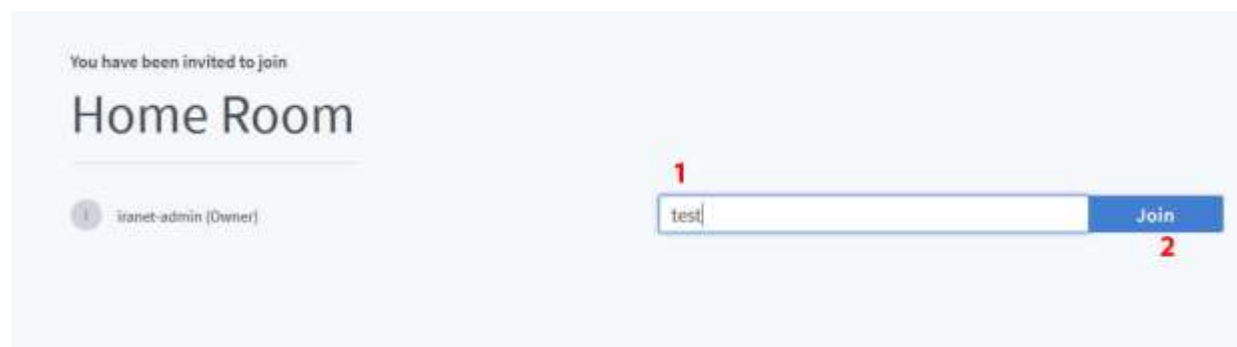 You have been invited to join
Home Room
1
iranet-admin (Owner)
test
Join
2